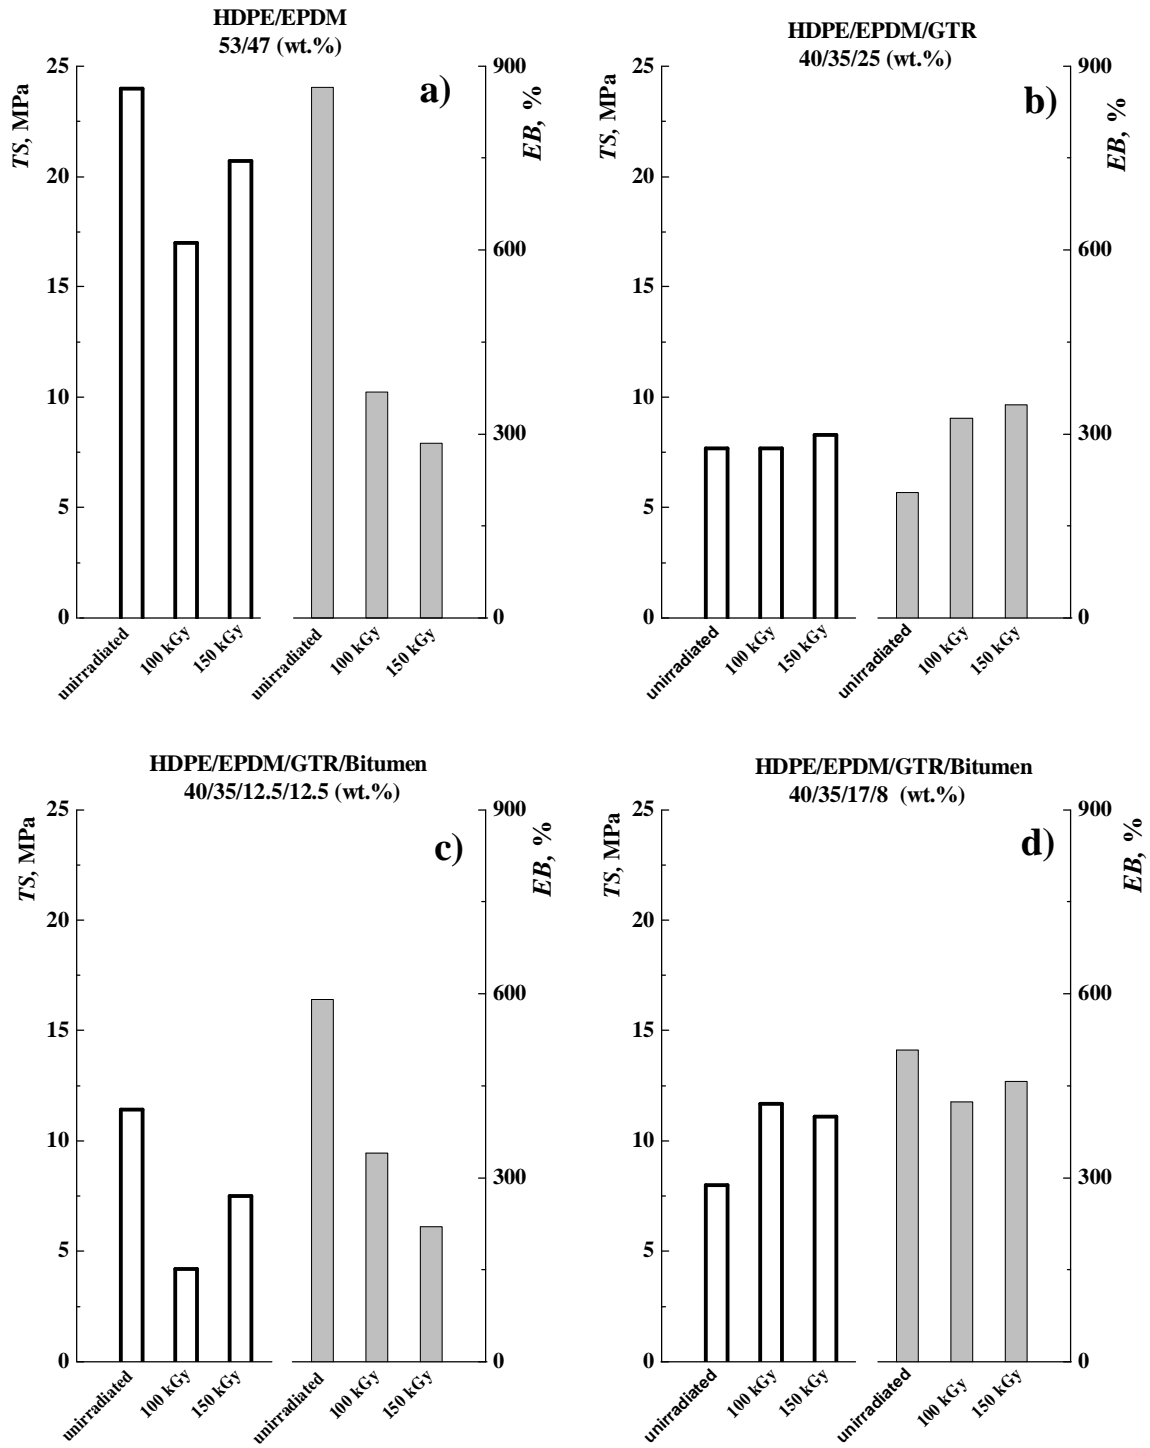 HDPE/EPDM
53/47 (wt.%)
a)
TS, MPa
EB, %
25
20
15
10
5
0
900
600
300
0
unirradiated
100 kGy
150 kGy
unirradiated
100 kGy
150 kGy
HDPE/EPDM/GTR
40/35/25 (wt.%)
b)
TS, MPa
EB, %
25
20
15
10
5
0
900
600
300
0
unirradiated
100 kGy
150 kGy
unirradiated
100 kGy
150 kGy
HDPE/EPDM/GTR/Bitumen
40/35/12.5/12.5 (wt.%)
c)
TS, MPa
EB, %
25
20
15
10
5
0
900
600
300
0
unirradiated
100 kGy
150 kGy
unirradiated
100 kGy
150 kGy
HDPE/EPDM/GTR/Bitumen
40/35/17/8 (wt.%)
d)
TS, MPa
EB, %
25
20
15
10
5
0
900
600
300
0
unirradiated
100 kGy
150 kGy
unirradiated
100 kGy
150 kGy